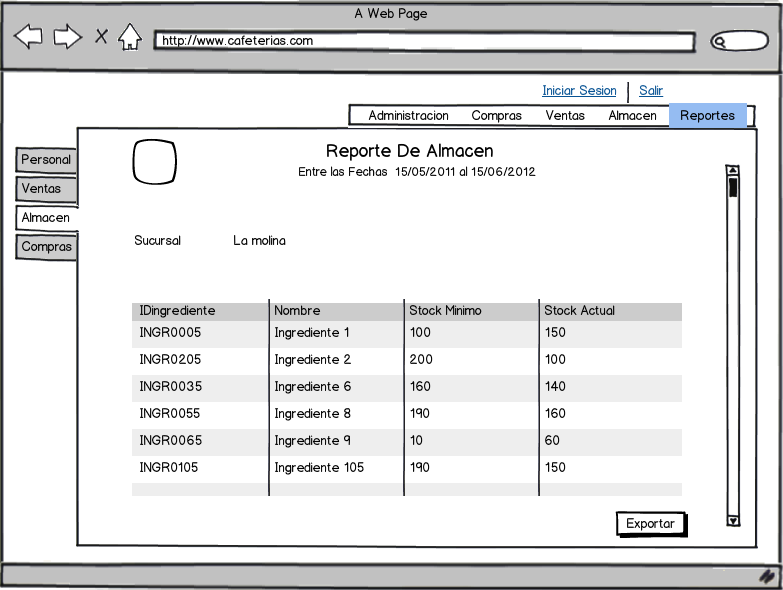 A Web Page
X
http://www.cafeterias.com
Iniciar Sesion | Salir
Administracion Compras Ventas Almacen Reportes
Personal
Ventas
Almacen
Compras
Reporte De Almacen
Entre las Fechas 15/05/2011 al 15/06/2012
Sucursal La molina
IDingrediente Nombre Stock Minimo Stock Actual
INGR0005 Ingrediente 1 100 150
INGR0205 Ingrediente 2 200 100
INGR0035 Ingrediente 6 160 140
INGR0055 Ingrediente 8 190 160
INGR0065 Ingrediente 9 10 60
INGR0105 Ingrediente 105 190 150
Exportar